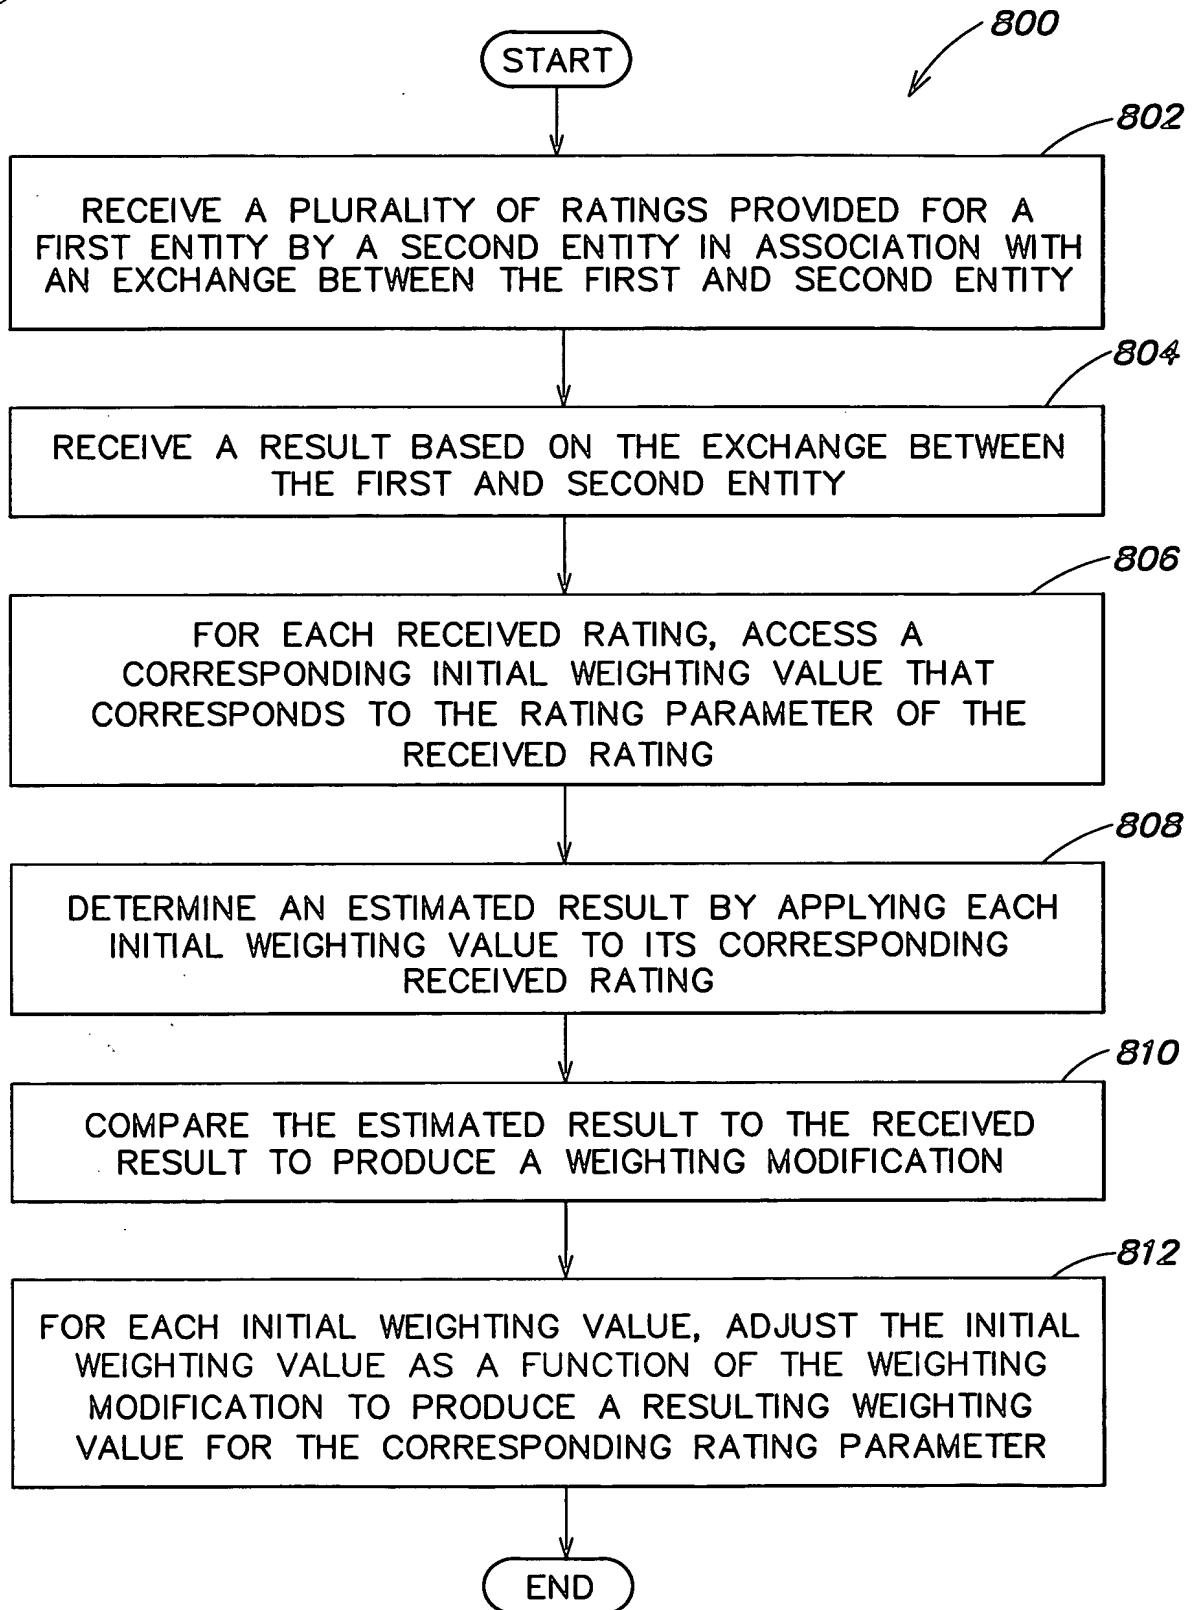 800
START
802
RECEIVE A PLURALITY OF RATINGS PROVIDED FOR A
FIRST ENTITY BY A SECOND ENTITY IN ASSOCIATION WITH
AN EXCHANGE BETWEEN THE FIRST AND SECOND ENTITY
804
RECEIVE A RESULT BASED ON THE EXCHANGE BETWEEN
THE FIRST AND SECOND ENTITY
806
FOR EACH RECEIVED RATING, ACCESS A
CORRESPONDING INITIAL WEIGHTING VALUE THAT
CORRESPONDS TO THE RATING PARAMETER OF THE
RECEIVED RATING
808
DETERMINE AN ESTIMATED RESULT BY APPLYING EACH
INITIAL WEIGHTING VALUE TO ITS CORRESPONDING
RECEIVED RATING
810
COMPARE THE ESTIMATED RESULT TO THE RECEIVED
RESULT TO PRODUCE A WEIGHTING MODIFICATION
812
FOR EACH INITIAL WEIGHTING VALUE, ADJUST THE INITIAL
WEIGHTING VALUE AS A FUNCTION OF THE WEIGHTING
MODIFICATION TO PRODUCE A RESULTING WEIGHTING
VALUE FOR THE CORRESPONDING RATING PARAMETER
END